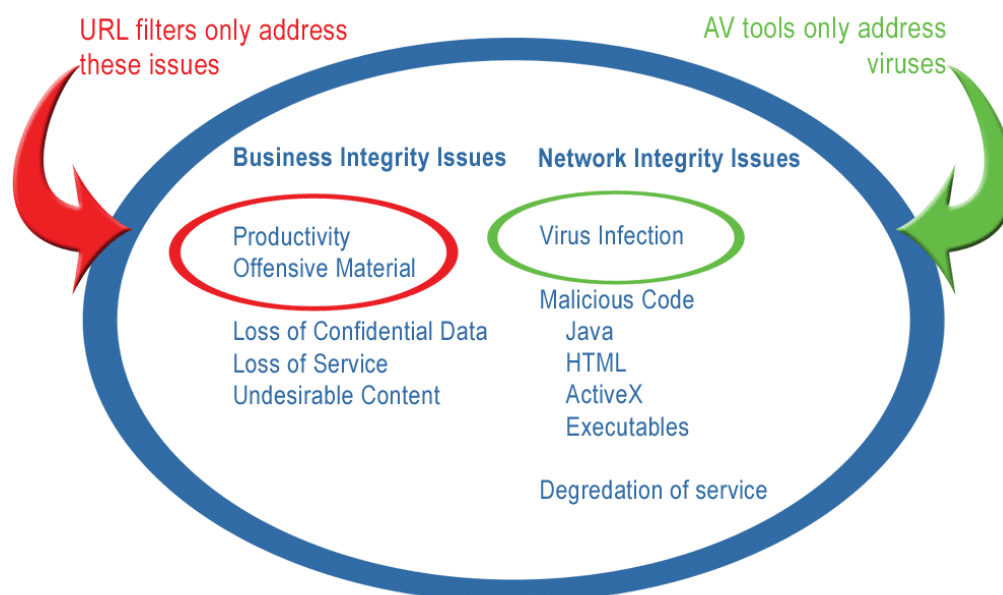 URL filters only address
these issues
AV tools only address
viruses
Business Integrity Issues
Productivity
Offensive Material
Loss of Confidential Data
Loss of Service
Undesirable Content
Network Integrity Issues
Virus Infection
Malicious Code
Java
HTML
ActiveX
Executables
Degredation of service